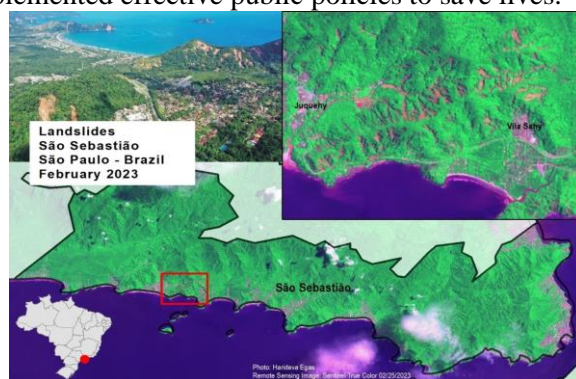 plemented effective public policies to save lives.
Landslides
São Sebastião
São Paulo - Brazil
February 2023
Juquehy
Vila Sahy
São Sebastião
Photo: Harideva Egas
Remote Sensing Image: Sentinel True Color 02/25/2023